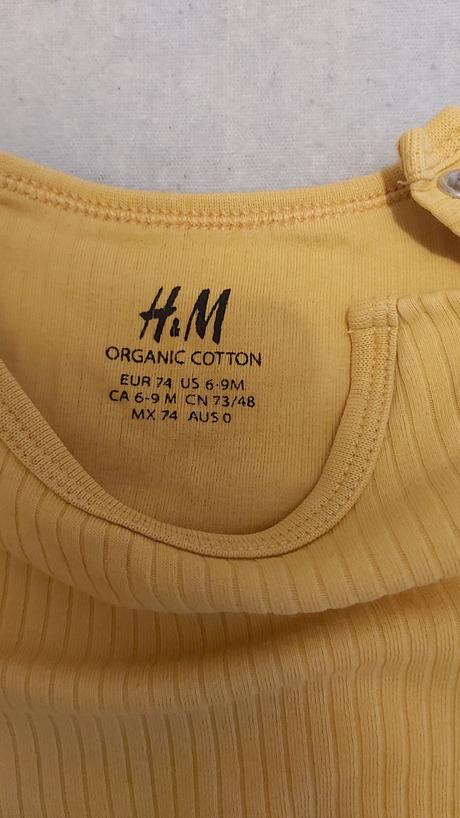 H&M
ORGANIC COTTON
EUR 74 US 6-9M
CA 6-9 M CN 73/48
MX 74 AUS 0